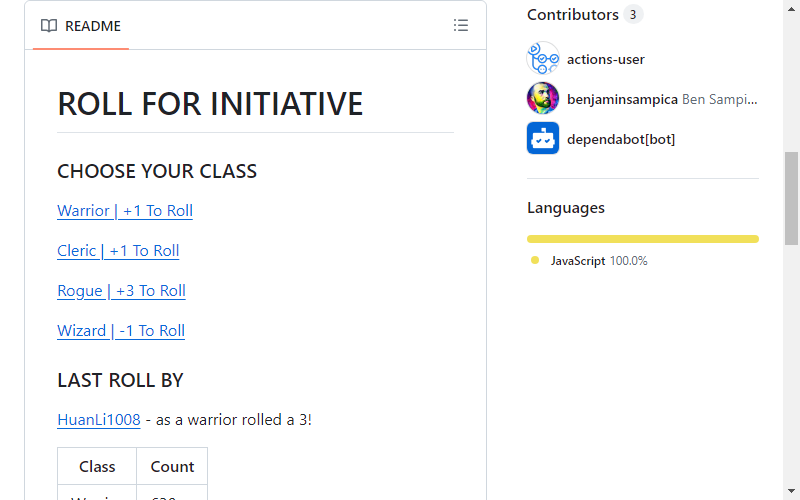 README
ROLL FOR INITIATIVE
CHOOSE YOUR CLASS
Warrior | +1 To Roll
Cleric | +1 To Roll
Rogue | +3 To Roll
Wizard | -1 To Roll
LAST ROLL BY
HuanLi1008 - as a warrior rolled a 3!
Class Count
Contributors 3
actions-user
benjaminsampica Ben Sampi...
dependabot[bot]
Languages
JavaScript 100.0%